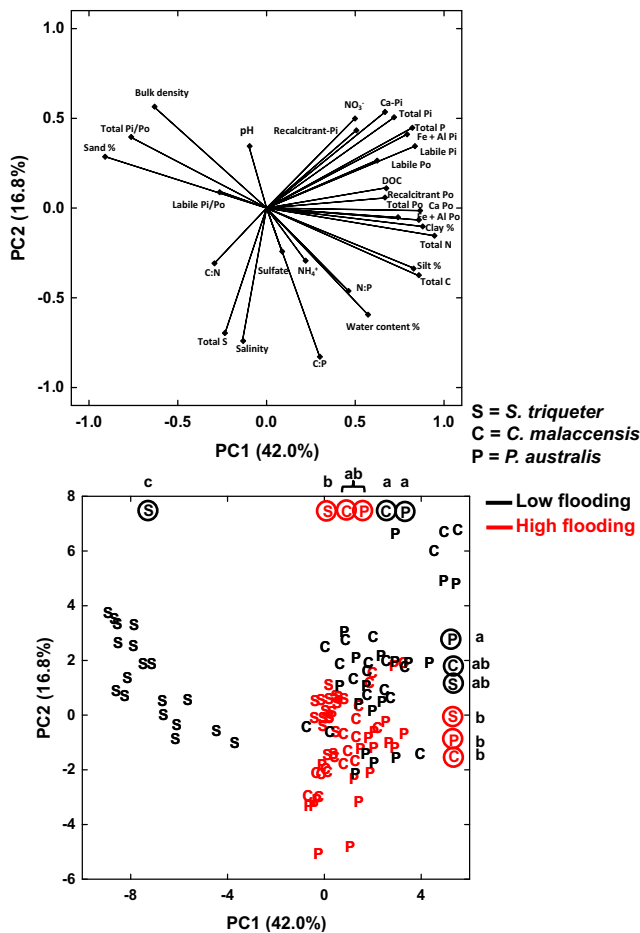 1.0
0.5
0.0
-0.5
-1.0
PC2 (16.8%)
Bulk density
Total Pi/Po
Sand %
pH
Labile Pi/Po
NO₃⁻
Ca-Pi
Total Pi
Recalcitrant-Pi
Total P
Fe + Al Pi
Labile Pi
Labile Po
DOC
Recalcitrant Po
Total Po
Ca Po
Fe + Al Po
Clay %
Total N
C:N
Sulfate
NH₄⁺
Silt %
Total C
N:P
Water content %
Total S
Salinity
C:P
-1.0 -0.5 0.0 0.5 1.0
PC1 (42.0%)
S = S. triqueter
C = C. malaccensis
P = P. australis
Low flooding
High flooding
c b ab a a
S S C P C P
8
6
4
2
0
-2
-4
-6
PC2 (16.8%)
P a
C ab
S ab
S b
P b
C b
-8 -4 0 4
PC1 (42.0%)